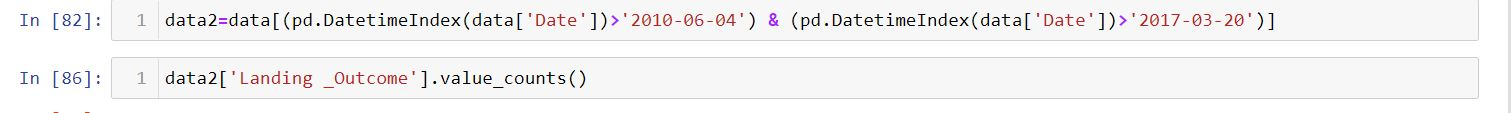 In [82]: 1 data2=data[(pd.DatetimeIndex(data['Date'])>'2010-06-04') & (pd.DatetimeIndex(data['Date'])>'2017-03-20')]
In [86]: 1 data2['Landing _Outcome'].value_counts()